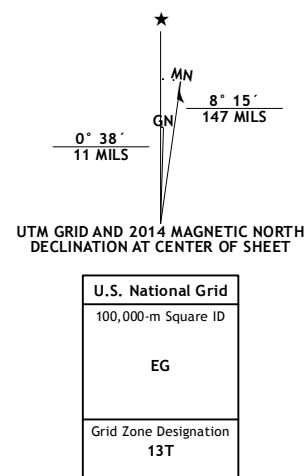 MN
GN
8° 15´
147 MILS
0° 38´
11 MILS
UTM GRID AND 2014 MAGNETIC NORTH
DECLINATION AT CENTER OF SHEET
U.S. National Grid
100,000-m Square ID
EG
Grid Zone Designation
13T